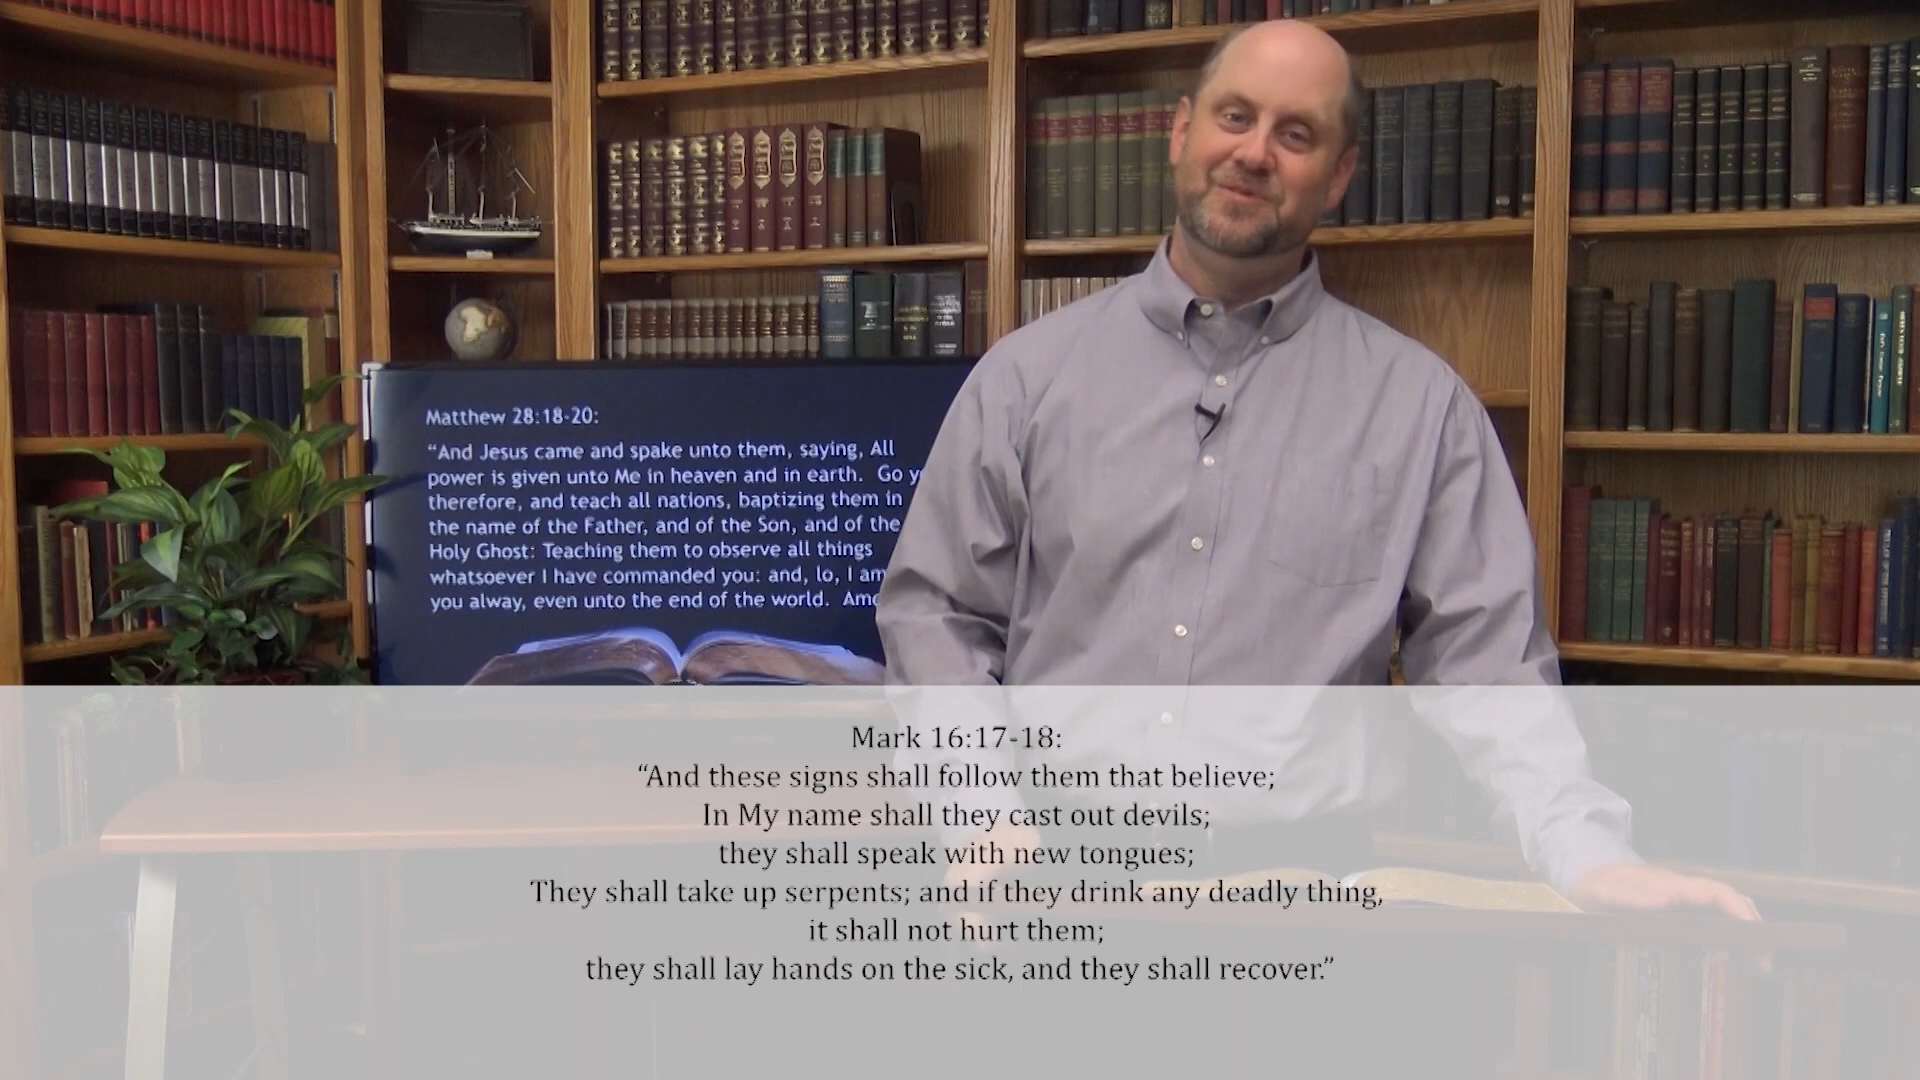 Matthew 28:18-20:
“And Jesus came and spake unto them, saying, All
power is given unto Me in heaven and in earth. Go
therefore, and teach all nations, baptizing them in
the name of the Father, and of the Son, and of the
Holy Ghost: Teaching them to observe all things
whatsoever I have commanded you: and, lo, I am
you alway, even unto the end of the world.
Mark 16:17-18:
“And these signs shall follow them that believe;
In My name shall they cast out devils;
they shall speak with new tongues;
They shall take up serpents; and if they drink any deadly thing,
it shall not hurt them;
they shall lay hands on the sick, and they shall recover.”